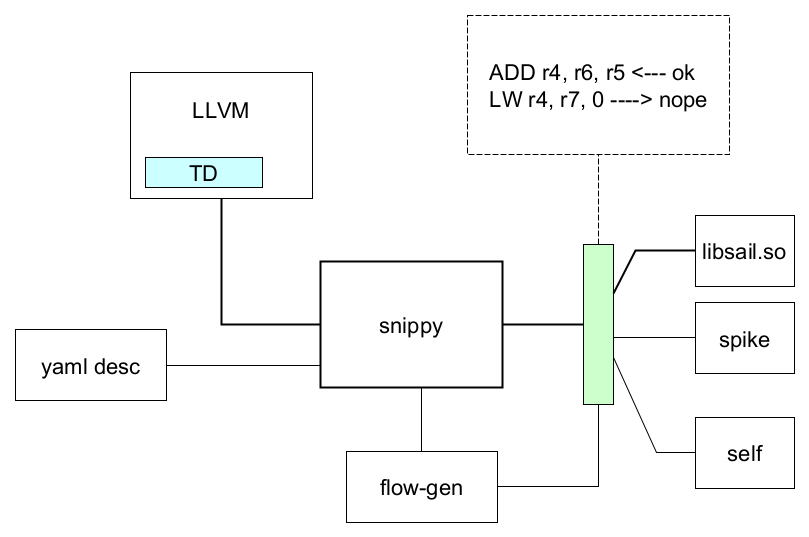 ADD r4, r6, r5 <--- ok
LW r4, r7, 0 ----> nope
LLVM
TD
libsail.so
snippy
spike
yaml desc
self
flow-gen